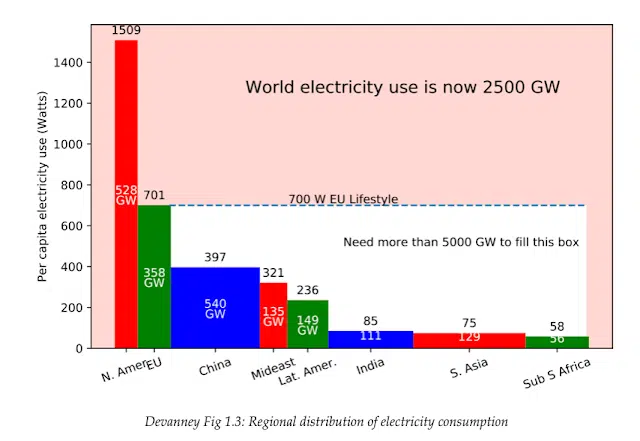 1509
1400
1200
1000
800
600
400
200
0
Per capita electricity use (Watts)
World electricity use is now 2500 GW
528
GW
701
700 W EU Lifestyle
Need more than 5000 GW to fill this box
358
GW
397
540
GW
321
135
GW
236
149
GW
85
111
75
129
58
56
N. Amer
EU
China
Mideast
Lat. Amer.
India
S. Asia
Sub S Africa
Devanney Fig 1.3: Regional distribution of electricity consumption